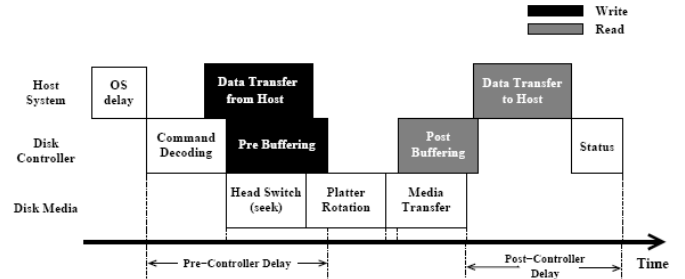 Write
Read
Host
System
OS
delay
Data Transfer
from Host
Data Transfer
to Host
Disk
Controller
Command
Decoding
Pre Buffering
Post
Buffering
Status
Disk Media
Head Switch
(seek)
Platter
Rotation
Media
Transfer
Pre-Controller Delay
Post-Controller
Delay
Time